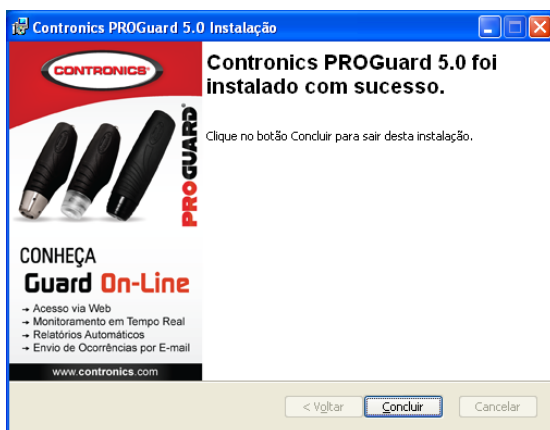 Contronics PROGuard 5.0 Instalação
CONTRONICS
PROGUARD
CONHEÇA
Guard On-Line
→ Acesso via Web
→ Monitoramento em Tempo Real
→ Relatórios Automáticos
→ Envio de Ocorrências por E-mail
www.contronics.com
Contronics PROGuard 5.0 foi
instalado com sucesso.
Clique no botão Concluir para sair desta instalação.
< Voltar
Concluir
Cancelar